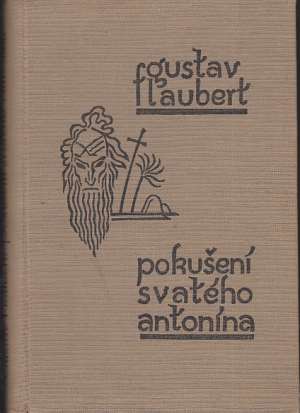 gustav
flaubert
pokušení
svatého
antonína